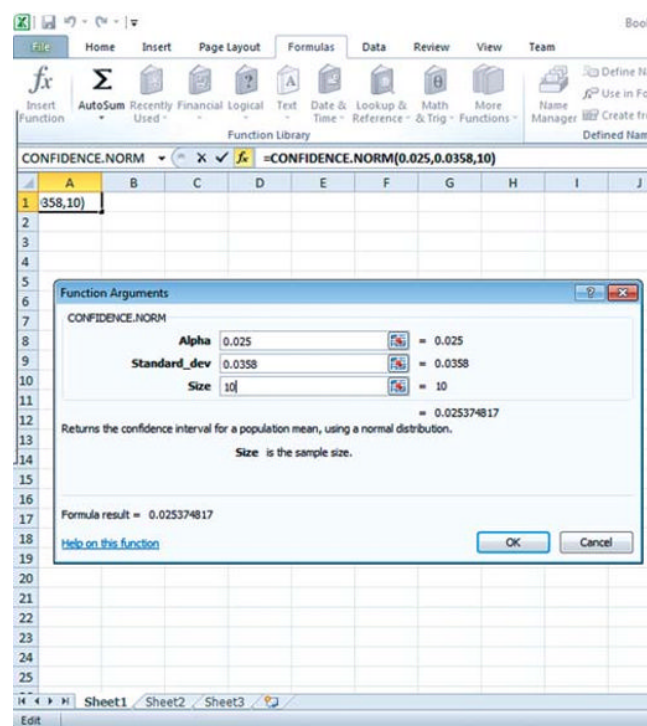 Boo
File Home Insert Page Layout Formulas Data Review View Team
fx Σ ? A θ
Insert AutoSum Recently Financial Logical Text Date & Lookup & Math More Name Define N
Function Used Time Reference & Trig Functions Manager Use in Fo
Create fr
Function Library Defined Nam
CONFIDENCE.NORM fx =CONFIDENCE.NORM(0.025,0.0358,10)
A B C D E F G H I J
1 0358,10)
2
3
4
5
6
7
8
9
10
11
12
13
14
15
16
17
18
19
20
21
22
23
24
25
Function Arguments ?
CONFIDENCE.NORM
Alpha 0.025 = 0.025
Standard_dev 0.0358 = 0.0358
Size 10 = 10
= 0.025374817
Returns the confidence interval for a population mean, using a normal distribution.
Size is the sample size.
Formula result = 0.025374817
Help on this function OK Cancel
Sheet1 Sheet2 Sheet3
Edit